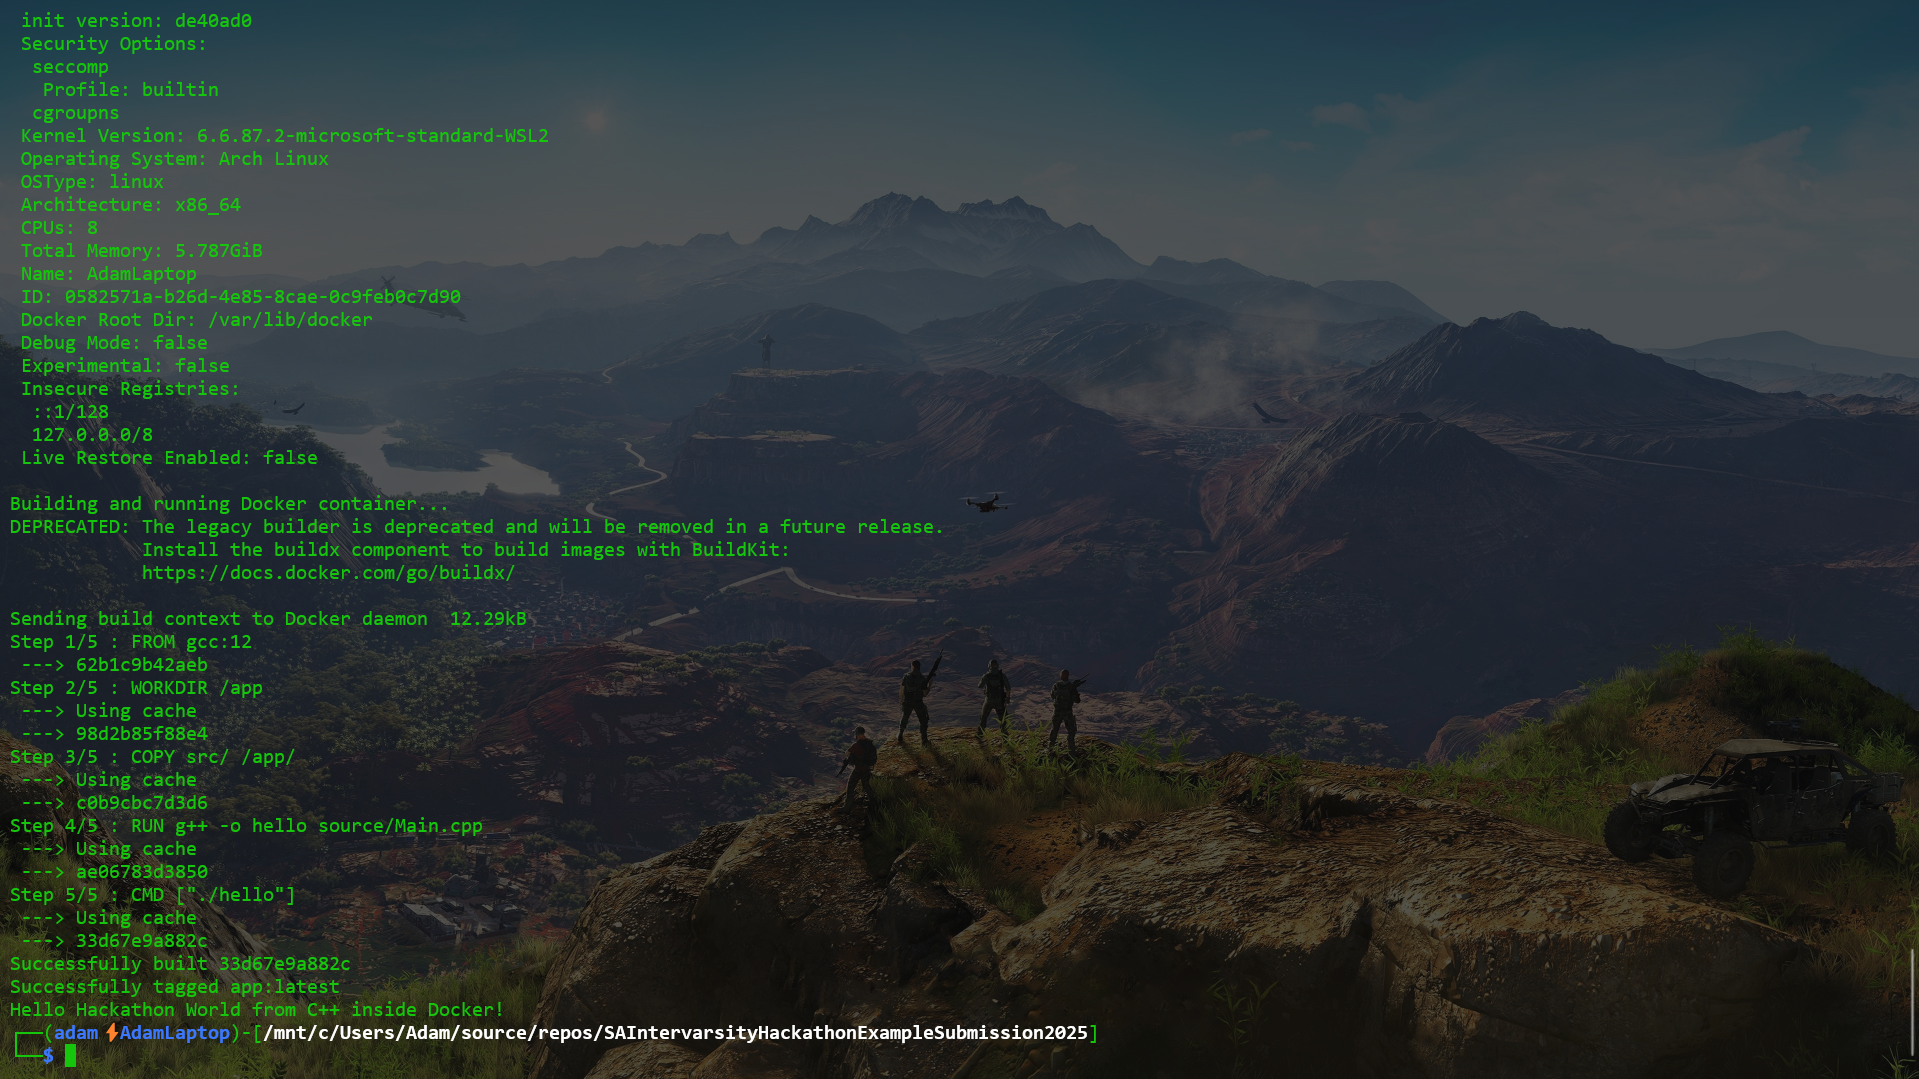 init version: de40ad0
Security Options:
seccomp
Profile: builtin
cgroupns
Kernel Version: 6.6.87.2-microsoft-standard-WSL2
Operating System: Arch Linux
OSType: linux
Architecture: x86_64
CPUs: 8
Total Memory: 5.787GiB
Name: AdamLaptop
ID: 0582571a-b26d-4e85-8cae-0c9feb0c7d90
Docker Root Dir: /var/lib/docker
Debug Mode: false
Experimental: false
Insecure Registries:
::1/128
127.0.0.0/8
Live Restore Enabled: false
Building and running Docker container...
DEPRECATED: The legacy builder is deprecated and will be removed in a future release.
Install the buildx component to build images with BuildKit:
https://docs.docker.com/go/buildx/
Sending build context to Docker daemon  12.29kB
Step 1/5 : FROM gcc:12
---> 62b1c9b42aeb
Step 2/5 : WORKDIR /app
---> Using cache
---> 98d2b85f88e4
Step 3/5 : COPY src/ /app/
---> Using cache
---> c0b9cbc7d3d6
Step 4/5 : RUN g++ -o hello source/Main.cpp
---> Using cache
---> ae06783d3850
Step 5/5 : CMD ["./hello"]
---> Using cache
---> 33d67e9a882c
Successfully built 33d67e9a882c
Successfully tagged app:latest
Hello Hackathon World from C++ inside Docker!
┌──(adam⚡AdamLaptop)-[/mnt/c/Users/Adam/source/repos/SAIntervarsityHackathonExampleSubmission2025]
└─$